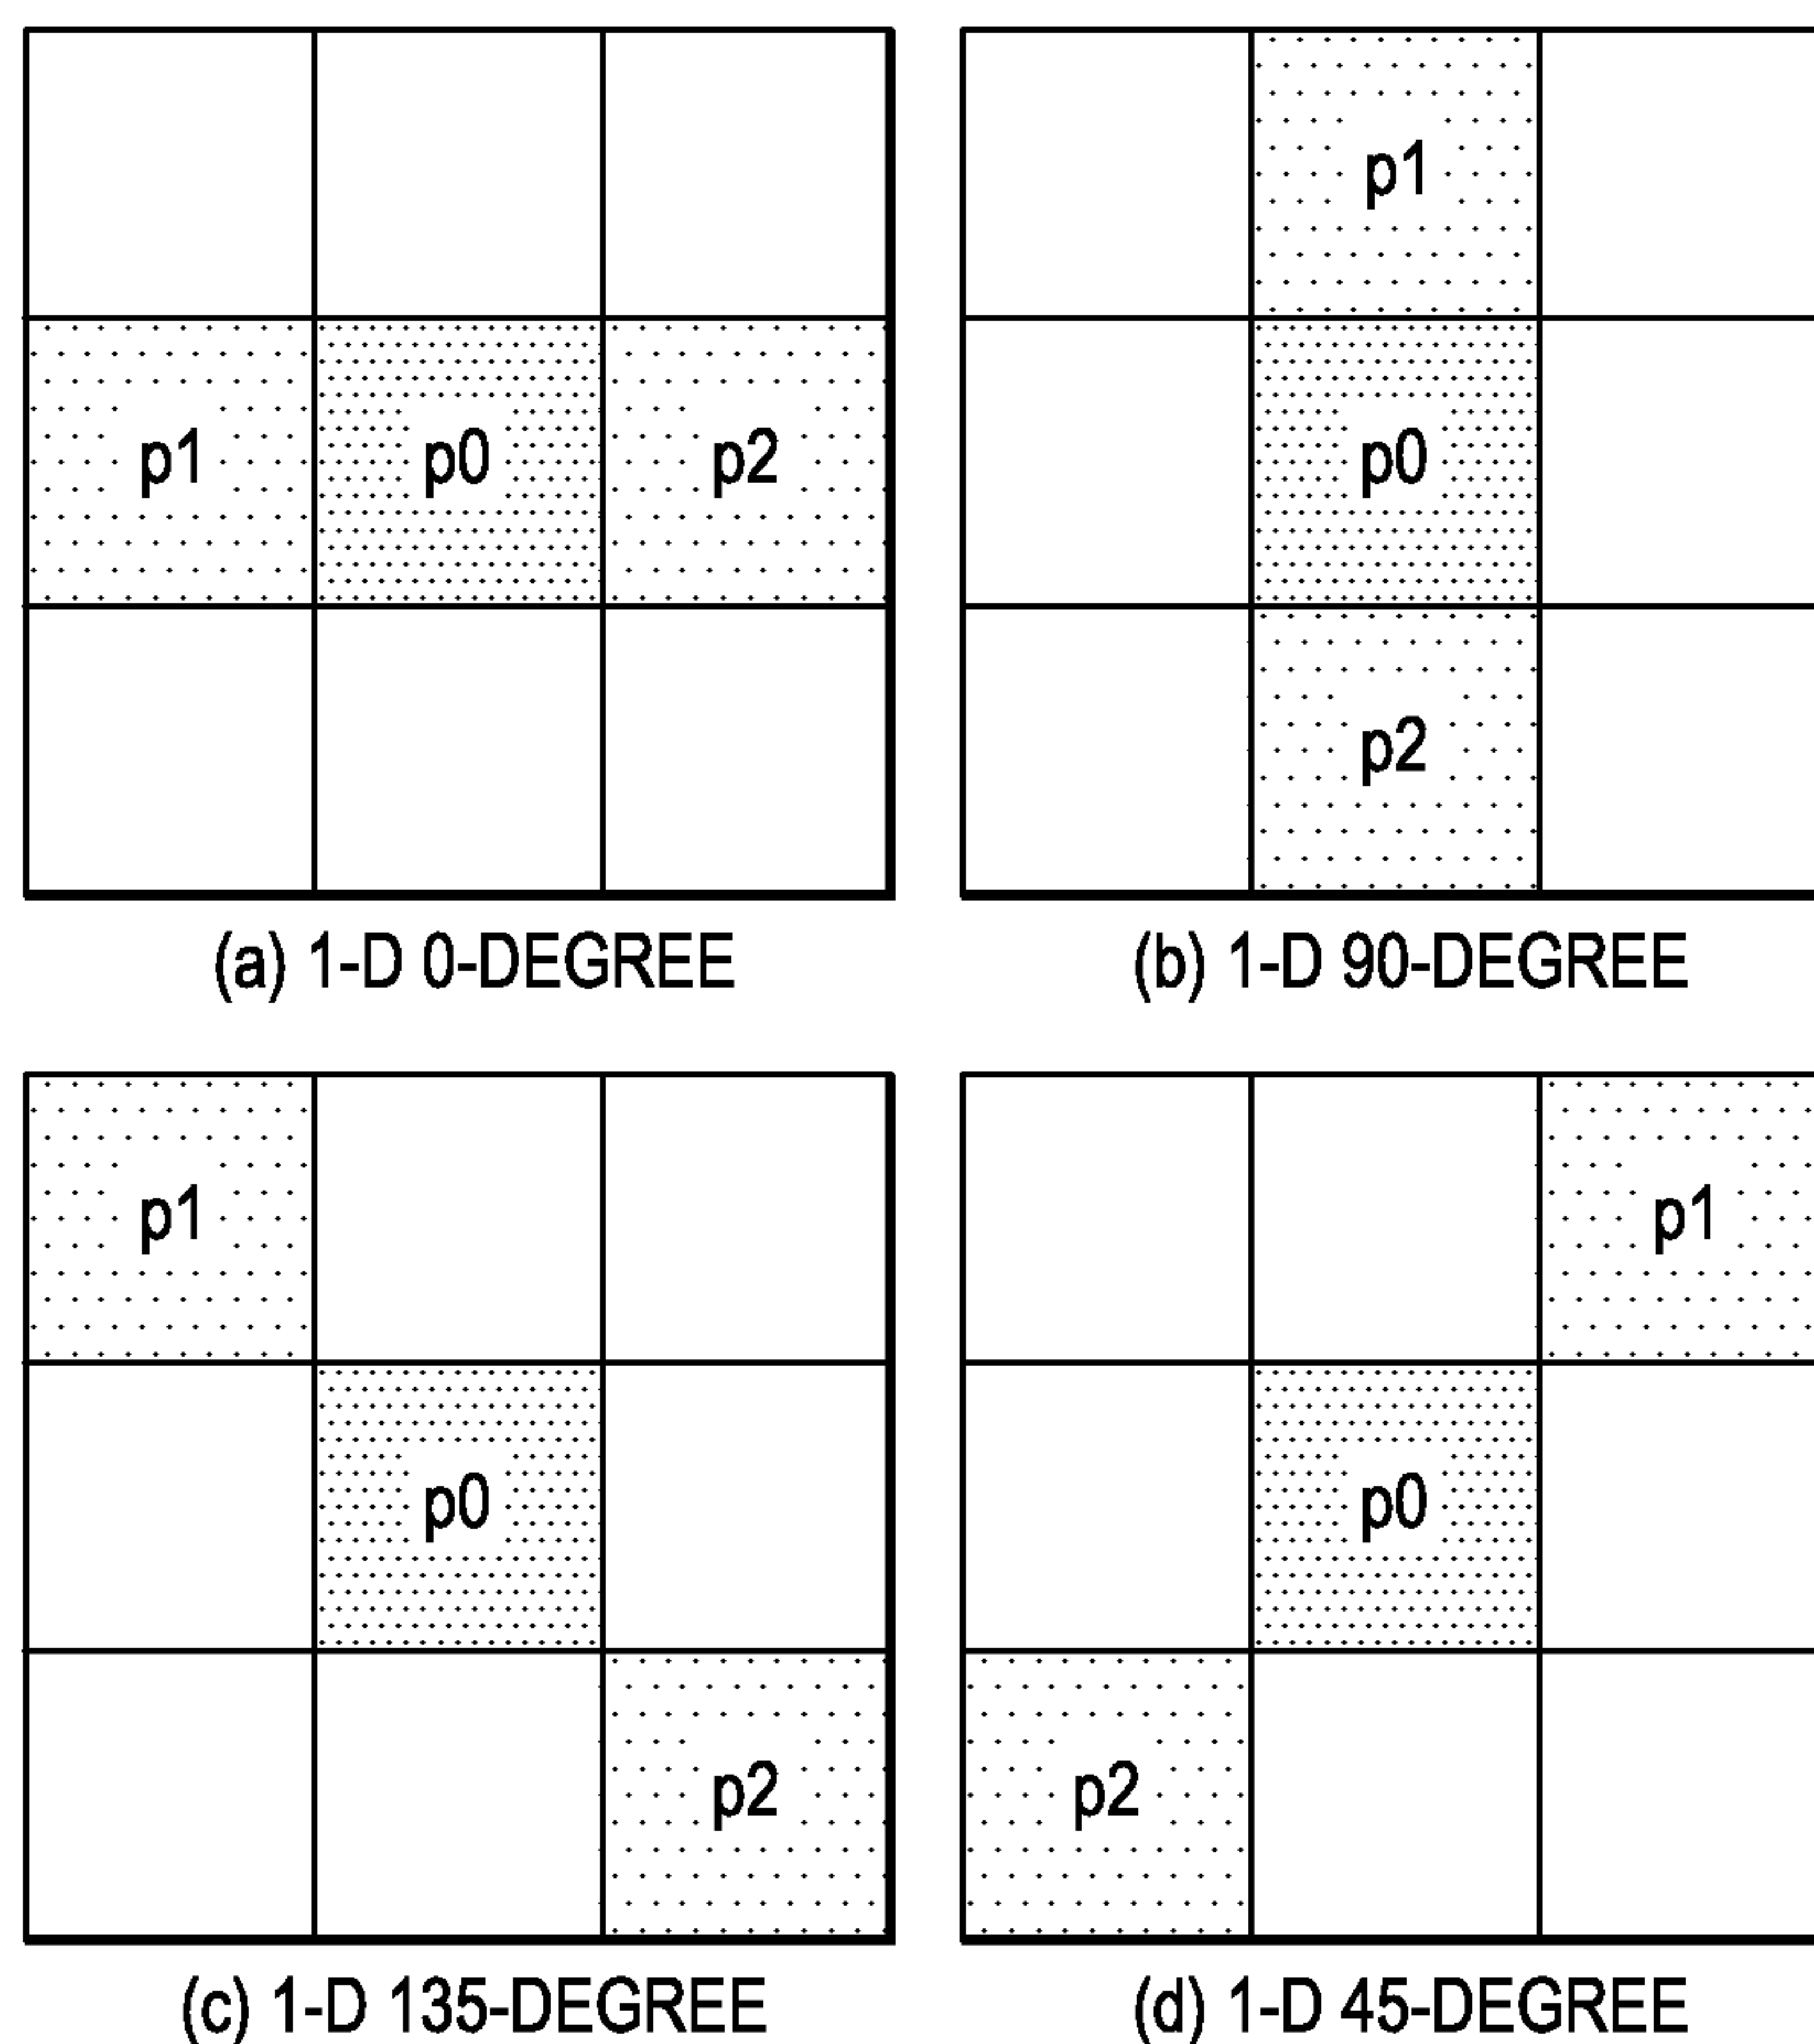 p1
p1 p0 p2
p0
p2
(a) 1-D 0-DEGREE
(b) 1-D 90-DEGREE
p1
p1
p0
p0
p2
p2
(c) 1-D 135-DEGREE
(d) 1-D 45-DEGREE